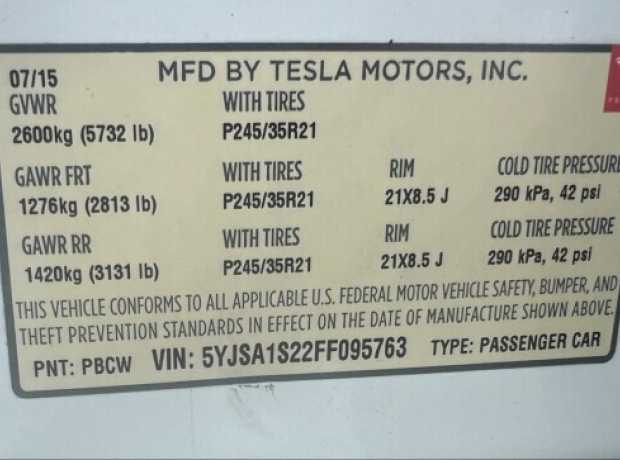 07/15 MFD BY TESLA MOTORS, INC.
GVWR WITH TIRES
2600kg (5732 lb) P245/35R21
GAWR FRT WITH TIRES RIM COLD TIRE PRESSURE
1276kg (2813 lb) P245/35R21 21X8.5 J 290 kPa, 42 psi
GAWR RR WITH TIRES RIM COLD TIRE PRESSURE
1420kg (3131 lb) P245/35R21 21X8.5 J 290 kPa, 42 psi
THIS VEHICLE CONFORMS TO ALL APPLICABLE U.S. FEDERAL MOTOR VEHICLE SAFETY, BUMPER, AND
THEFT PREVENTION STANDARDS IN EFFECT ON THE DATE OF MANUFACTURE SHOWN ABOVE.
PNT: PBCW VIN: 5YJSA1S22FF095763 TYPE: PASSENGER CAR